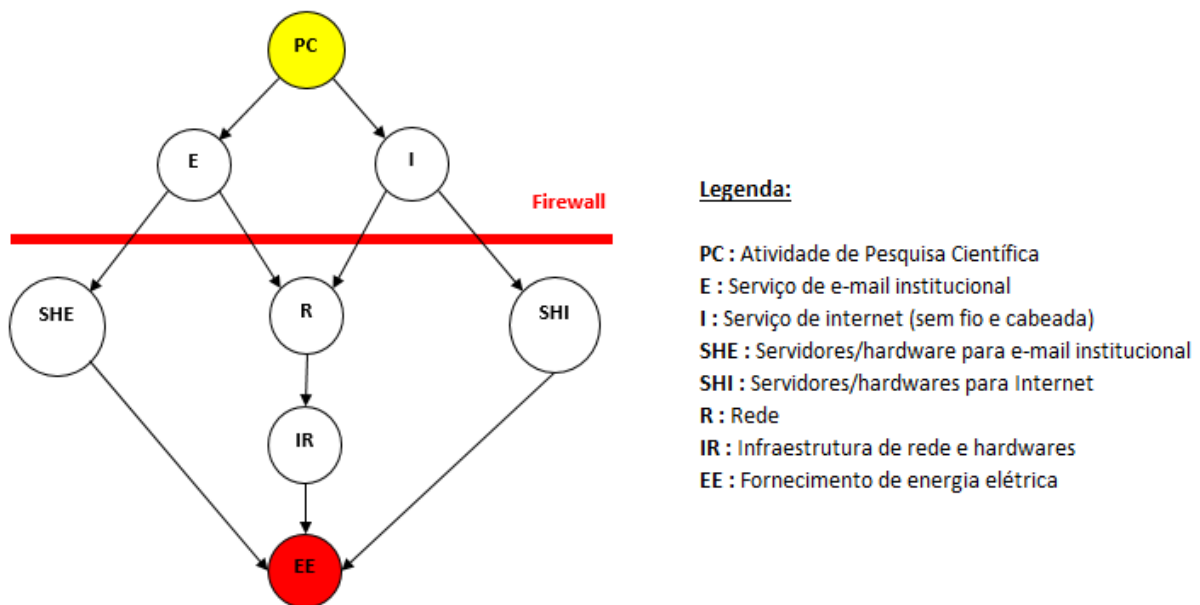 PC
E
I
Firewall
SHE
R
SHI
IR
EE
Legenda:
PC : Atividade de Pesquisa Científica
E : Serviço de e-mail institucional
I : Serviço de internet (sem fio e cabeada)
SHE : Servidores/hardware para e-mail institucional
SHI : Servidores/hardwares para Internet
R : Rede
IR : Infraestrutura de rede e hardwares
EE : Fornecimento de energia elétrica